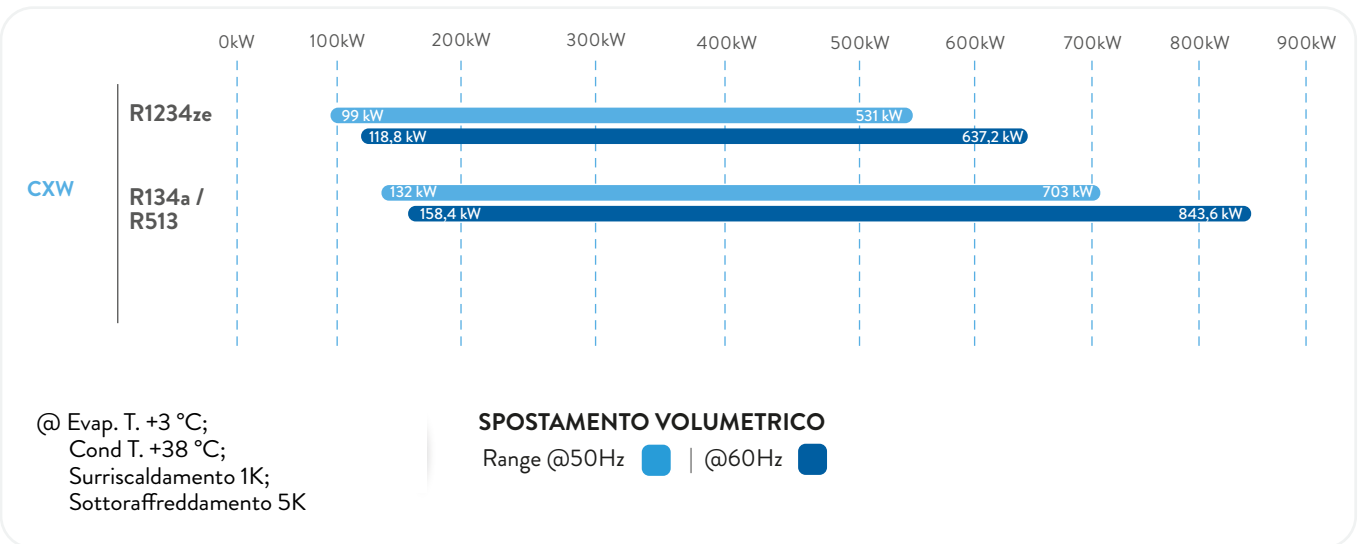 0kW 100kW 200kW 300kW 400kW 500kW 600kW 700kW 800kW 900kW
R1234ze
99 kW 531 kW
118,8 kW 637,2 kW
CXW
R134a /
R513
132 kW 703 kW
158,4 kW 843,6 kW
@ Evap. T. +3 °C;
Cond T. +38 °C;
Surriscaldamento 1K;
Sottoraffreddamento 5K
SPOSTAMENTO VOLUMETRICO
Range @50Hz | @60Hz